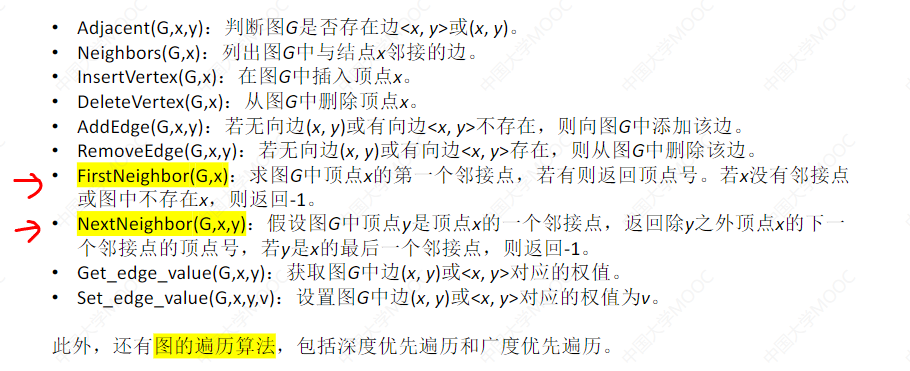 • Adjacent(G,x,y)：判断图G是否存在边<x, y>或(x, y)。
• Neighbors(G,x)：列出图G中与结点x邻接的边。
• InsertVertex(G,x)：在图G中插入顶点x。
• DeleteVertex(G,x)：从图G中删除顶点x。
• AddEdge(G,x,y)：若无向边(x, y)或有向边<x, y>不存在，则向图G中添加该边。
• RemoveEdge(G,x,y)：若无向边(x, y)或有向边<x, y>存在，则从图G中删除该边。
• FirstNeighbor(G,x)：求图G中顶点x的第一个邻接点，若有则返回顶点号。若x没有邻接点
或图中不存在x，则返回-1。
• NextNeighbor(G,x,y)：假设图G中顶点y是顶点x的一个邻接点，返回除y之外顶点x的下一
个邻接点的顶点号，若y是x的最后一个邻接点，则返回-1。
• Get_edge_value(G,x,y)：获取图G中边(x, y)或<x, y>对应的权值。
• Set_edge_value(G,x,y,v)：设置图G中边(x, y)或<x, y>对应的权值为v。
此外，还有图的遍历算法，包括深度优先遍历和广度优先遍历。